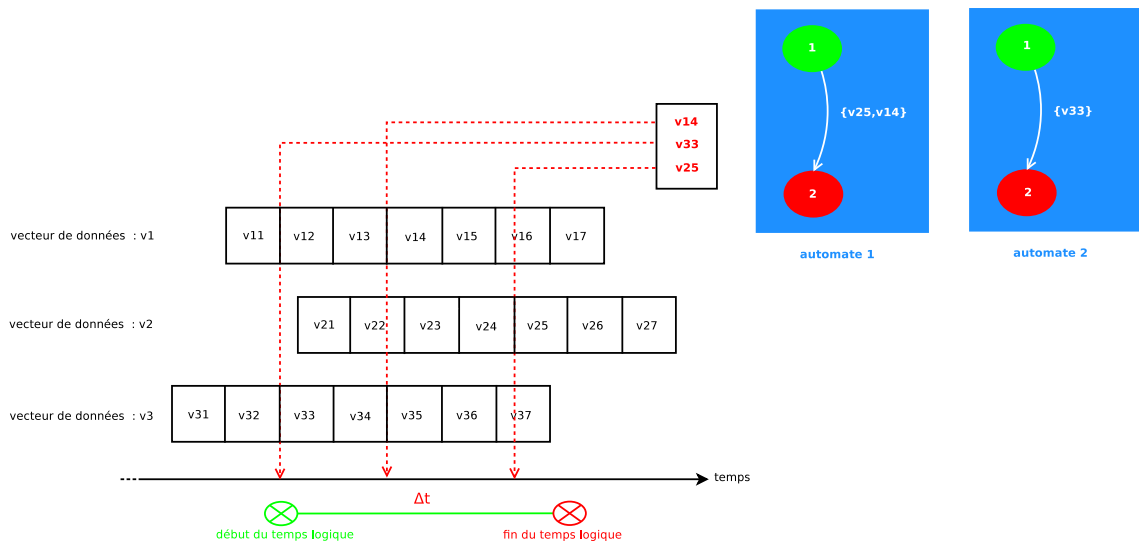 1
1
{v25,v14}
{v33}
2
2
automate 1
automate 2
v14
v33
v25
vecteur de données : v1
v11 v12 v13 v14 v15 v16 v17
vecteur de données : v2
v21 v22 v23 v24 v25 v26 v27
vecteur de données : v3
v31 v32 v33 v34 v35 v36 v37
temps
Δt
début du temps logique
fin du temps logique